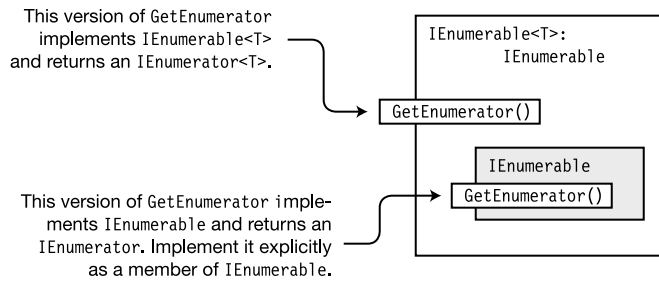 This version of GetEnumerator
implements IEnumerable<T>
and returns an IEnumerator<T>.
IEnumerable<T>:
IEnumerable
GetEnumerator()
IEnumerable
GetEnumerator()
This version of GetEnumerator imple-
ments IEnumerable and returns an
IEnumerator. Implement it explicitly
as a member of IEnumerable.